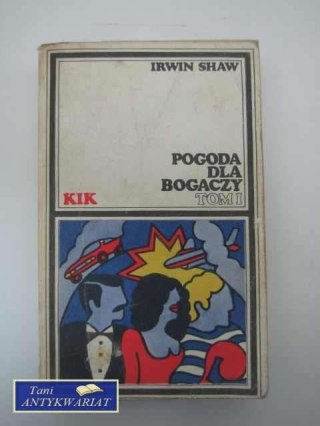 IRWIN SHAW
POGODA
DLA
BOGACZY
TOM I
KIK
Tani
ANTYKWARIAT